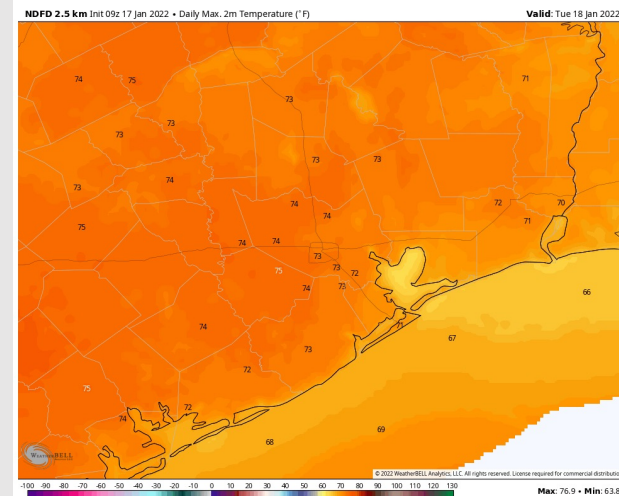 NDFD 2.5 km Init 09z 17 Jan 2022 • Daily Max. 2m Temperature (°F)
Valid: Tue 18 Jan 2022
74 75 71
73
73
73
73 73
74
73
72 70
74
74 71
75
74 74
73
75 73 72
74 73 66
74 71
67
73
72
75
72
74
69
68
WeatherBELL
© 2022 WeatherBELL Analytics, LLC. All rights reserved. License required for commercial distributio
-100 -90 -80 -70 -60 -50 -40 -30 -20 -10 0 10 20 30 40 50 60 70 80 90 100 110 120 130
Max: 76.9 • Min: 63.8